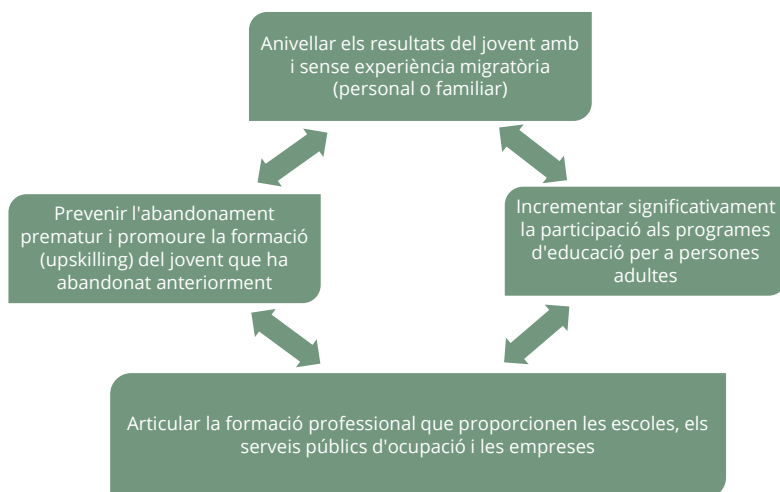 Anivellar els resultats del jovent amb
i sense experiència migratòria
(personal o familiar)
Prevenir l'abandonament
prematur i promoure la formació
(upskilling) del jovent que ha
abandonat anteriorment
Incrementar significativament
la participació als programes
d'educació per a persones
adultes
Articular la formació professional que proporcionen les escoles, els
serveis públics d'ocupació i les empreses